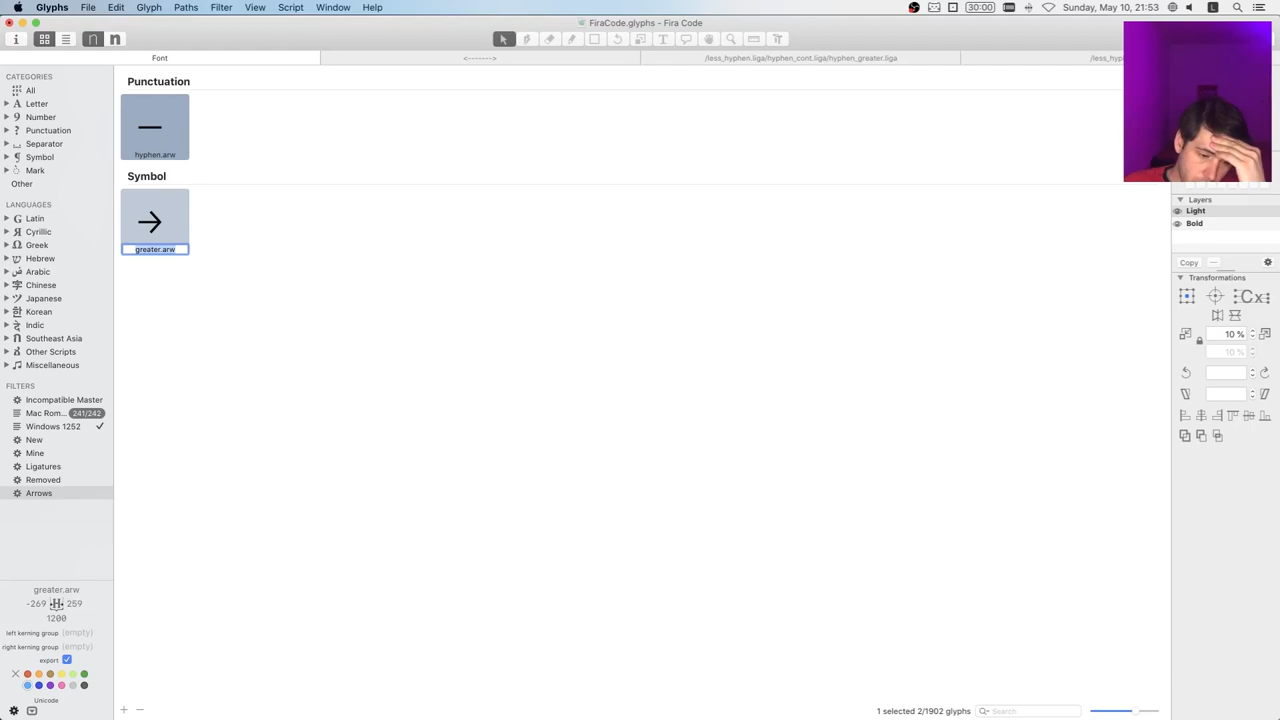 Glyphs File Edit Glyph Paths Filter View Script Window Help
30:00 Sunday, May 10, 21:53 L
FiraCode.glyphs - Fira Code
Font <-------> /less_hyphen.liga/hyphen_cont.liga/hyphen_greater.liga /less_hyp
CATEGORIES
All
Letter
Number
Punctuation
Separator
Symbol
Mark
Other
LANGUAGES
Latin
Cyrillic
Greek
Hebrew
Arabic
Chinese
Japanese
Korean
Indic
Southeast Asia
Other Scripts
Miscellaneous
FILTERS
Incompatible Master
Mac Rom... 241/242
Windows 1252
New
Mine
Ligatures
Removed
Arrows
greater.arw
-269 H 259
1200
left kerning group (empty)
right kerning group (empty)
export
Unicode
Punctuation
hyphen.arw
Symbol
greater.arw
1 selected 2/1902 glyphs Search
Layers
Light
Bold
Copy
Transformations
Cx
10 %
10 %